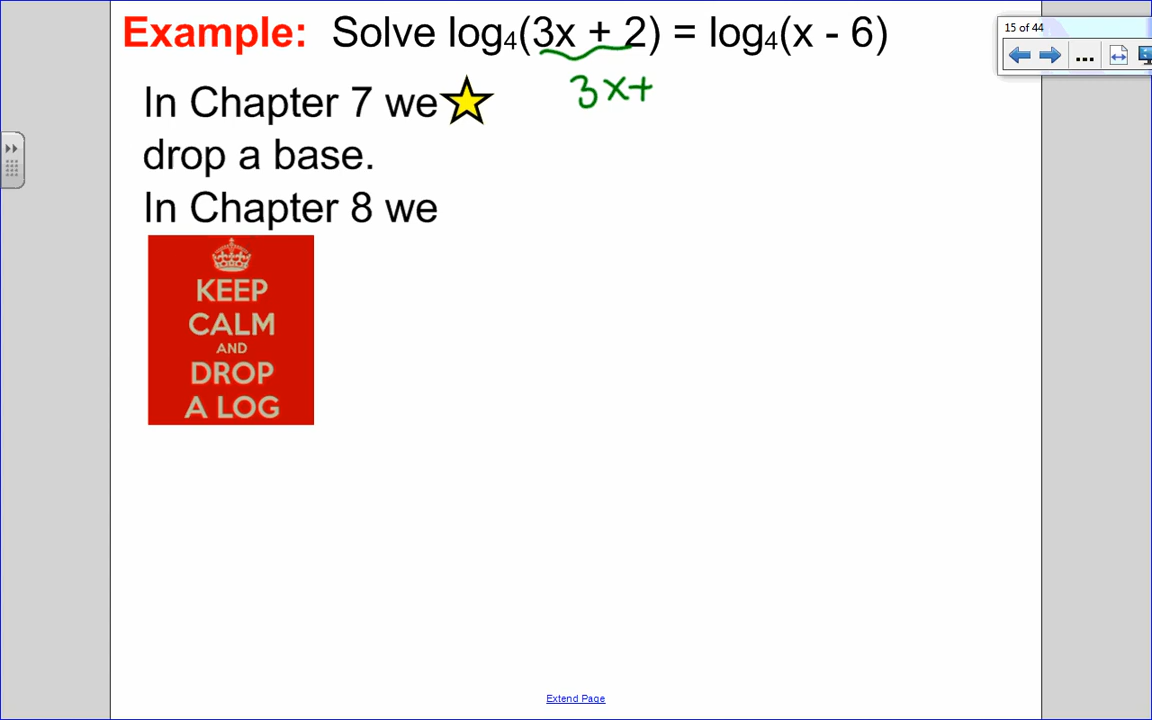 Example: Solve log₄(3x + 2) = log₄(x - 6)
15 of 44
...
3x+
In Chapter 7 we
drop a base.
In Chapter 8 we
KEEP
CALM
AND
DROP
A LOG
Extend Page